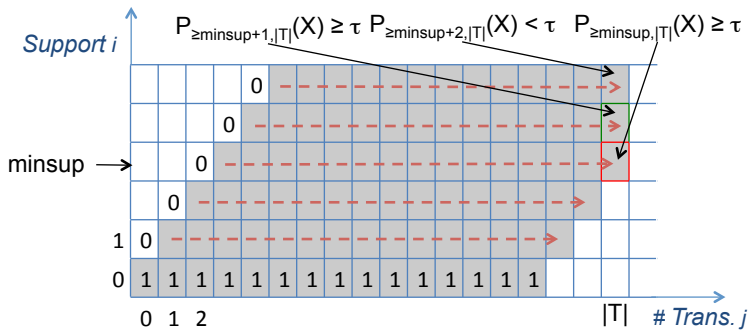 P≥minsup+1,|T|(X) ≥ τ P≥minsup+2,|T|(X) < τ P≥minsup,|T|(X) ≥ τ
Support i
0
0
minsup 0
0
1 0
0 1 1 1 1 1 1 1 1 1 1 1 1 1 1 1
0 1 2 |T| # Trans. j